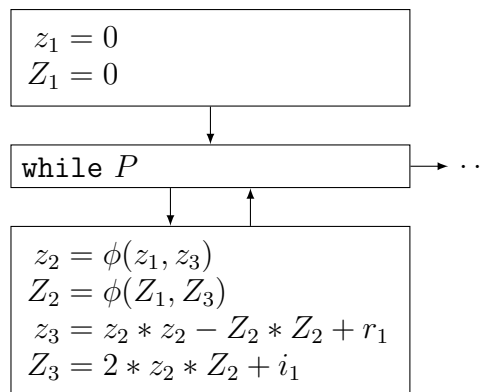 z₁ = 0
Z₁ = 0
while P
..
z₂ = ϕ(z₁, z₃)
Z₂ = ϕ(Z₁, Z₃)
z₃ = z₂ * z₂ − Z₂ * Z₂ + r₁
Z₃ = 2 * z₂ * Z₂ + i₁